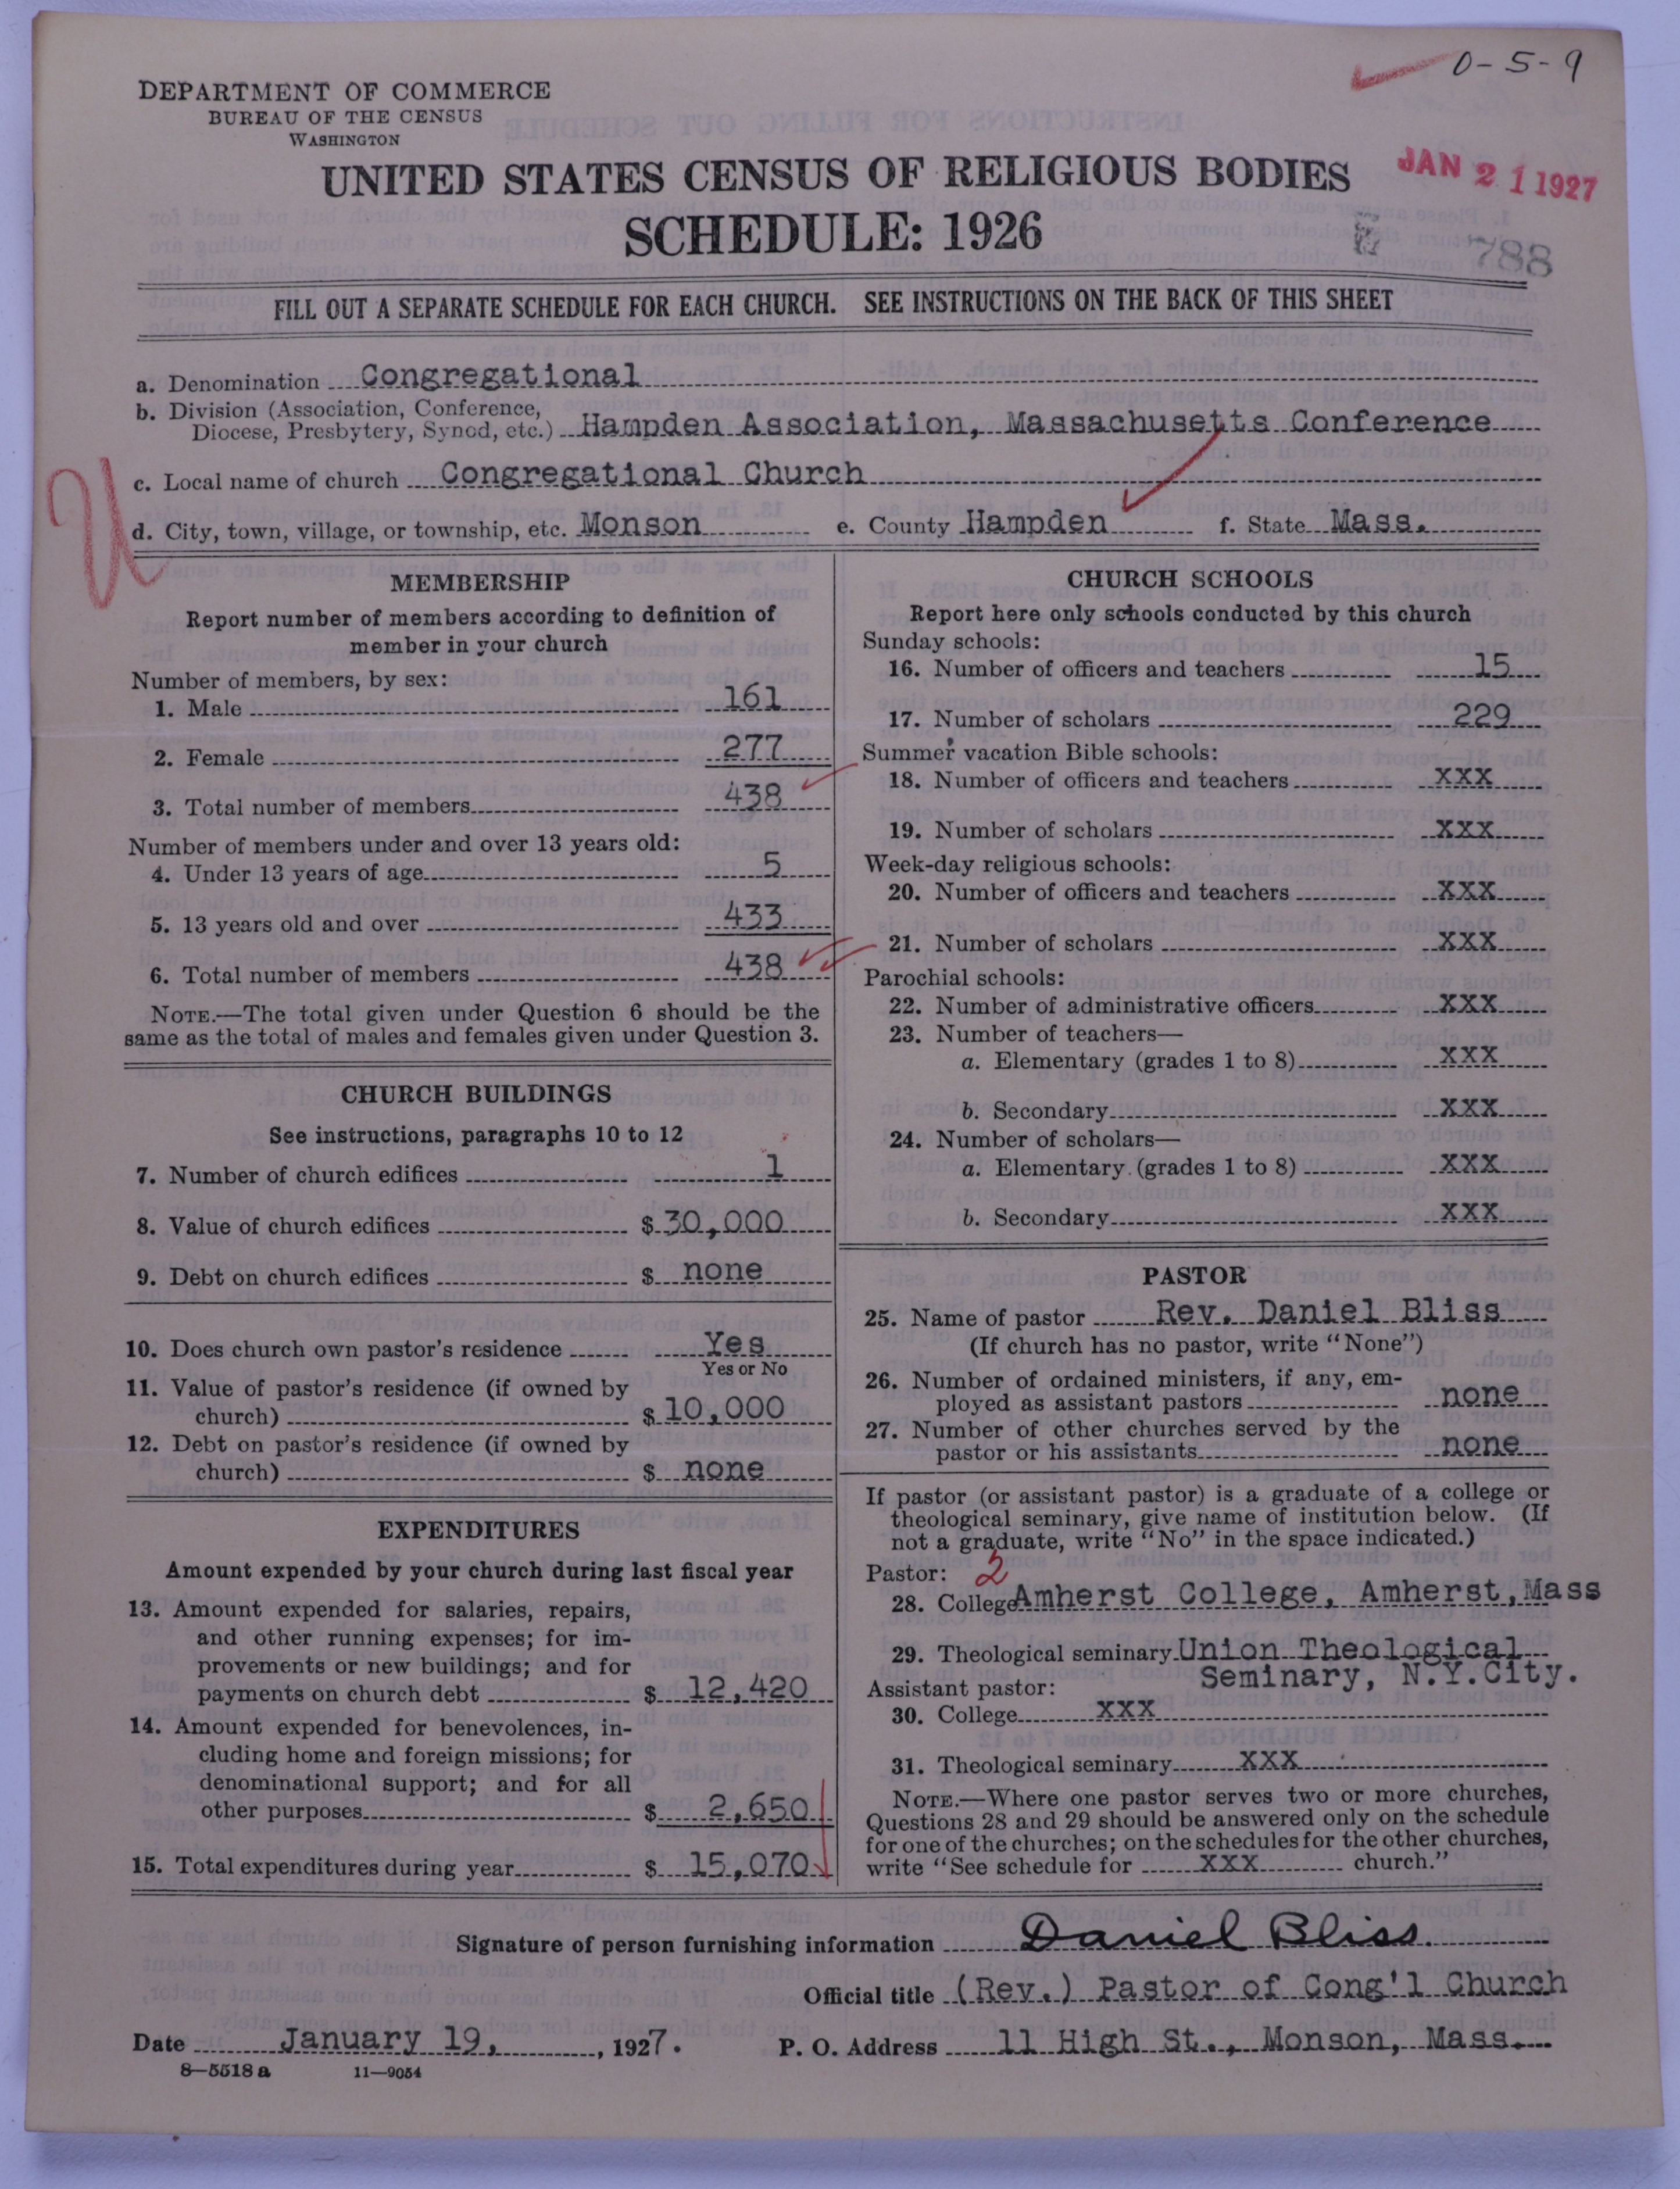 0-5-9
DEPARTMENT OF COMMERCE
BUREAU OF THE CENSUS
WASHINGTON
UNITED STATES CENSUS OF RELIGIOUS BODIES
JAN 21 1927
SCHEDULE: 1926
788
FILL OUT A SEPARATE SCHEDULE FOR EACH CHURCH. SEE INSTRUCTIONS ON THE BACK OF THIS SHEET
a. Denomination Congregational
b. Division (Association, Conference,
Diocese, Presbytery, Synod, etc.) Hampden Association, Massachusetts Conference
U
c. Local name of church Congregational Church
d. City, town, village, or township, etc. Monson e. County Hampden f. State Mass.
MEMBERSHIP
Report number of members according to definition of
member in your church
Number of members, by sex:
1. Male 161
2. Female 277
3. Total number of members 438
Number of members under and over 13 years old:
4. Under 13 years of age 5
5. 13 years old and over 433
6. Total number of members 438
NOTE.—The total given under Question 6 should be the
same as the total of males and females given under Question 3.
CHURCH BUILDINGS
See instructions, paragraphs 10 to 12
7. Number of church edifices 1
8. Value of church edifices $ 30,000
9. Debt on church edifices $ none
10. Does church own pastor's residence Yes
Yes or No
11. Value of pastor's residence (if owned by
church) $ 10,000
12. Debt on pastor's residence (if owned by
church) $ none
EXPENDITURES
Amount expended by your church during last fiscal year
13. Amount expended for salaries, repairs,
and other running expenses; for im-
provements or new buildings; and for
payments on church debt $ 12,420
14. Amount expended for benevolences, in-
cluding home and foreign missions; for
denominational support; and for all
other purposes $ 2,650
15. Total expenditures during year $ 15,070
CHURCH SCHOOLS
Report here only schools conducted by this church
Sunday schools:
16. Number of officers and teachers 15
17. Number of scholars 229
Summer vacation Bible schools:
18. Number of officers and teachers XXX
19. Number of scholars XXX
Week-day religious schools:
20. Number of officers and teachers XXX
21. Number of scholars XXX
Parochial schools:
22. Number of administrative officers XXX
23. Number of teachers—
a. Elementary (grades 1 to 8) XXX
b. Secondary XXX
24. Number of scholars—
a. Elementary (grades 1 to 8) XXX
b. Secondary XXX
PASTOR
25. Name of pastor Rev. Daniel Bliss
(If church has no pastor, write "None")
26. Number of ordained ministers, if any, em-
ployed as assistant pastors none
27. Number of other churches served by the
pastor or his assistants none
If pastor (or assistant pastor) is a graduate of a college or
theological seminary, give name of institution below. (If
not a graduate, write "No" in the space indicated.)
Pastor: 2
28. College Amherst College, Amherst, Mass
29. Theological seminary Union Theological
Seminary, N.Y.City.
Assistant pastor:
30. College XXX
31. Theological seminary XXX
NOTE.—Where one pastor serves two or more churches,
Questions 28 and 29 should be answered only on the schedule
for one of the churches; on the schedules for the other churches,
write "See schedule for XXX church."
Signature of person furnishing information Daniel Bliss.
Official title (Rev.) Pastor of Cong'l Church
Date January 19, , 1927. P. O. Address 11 High St., Monson, Mass.
8—5518 a 11—9054